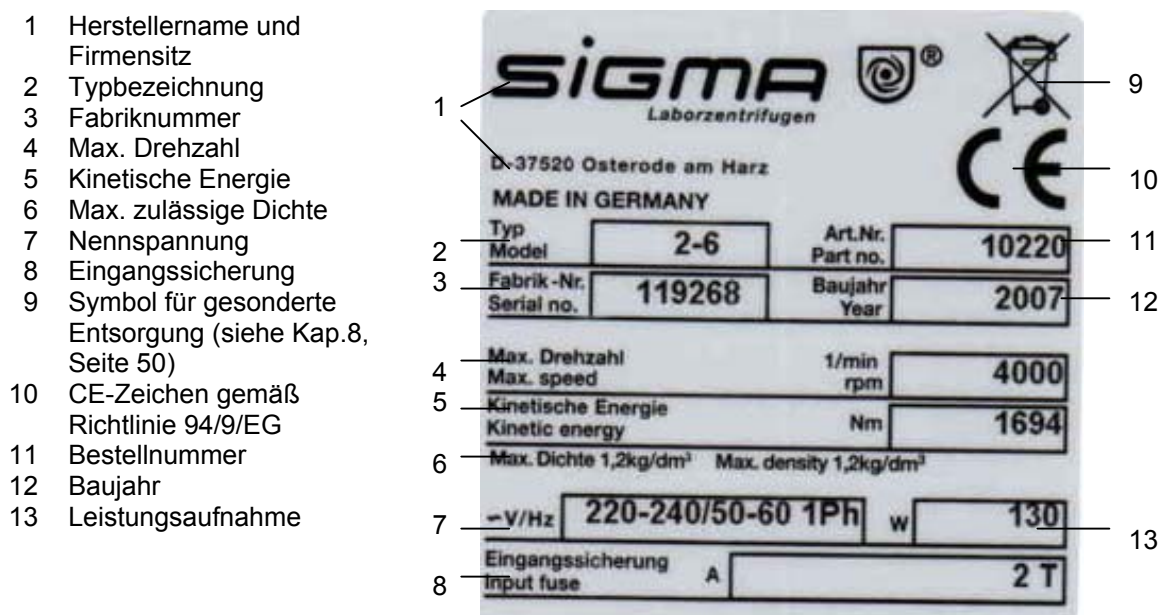 1 Herstellername und
Firmensitz
2 Typbezeichnung
3 Fabriknummer
4 Max. Drehzahl
5 Kinetische Energie
6 Max. zulässige Dichte
7 Nennspannung
8 Eingangssicherung
9 Symbol für gesonderte
Entsorgung (siehe Kap.8,
Seite 50)
10 CE-Zeichen gemäß
Richtlinie 94/9/EG
11 Bestellnummer
12 Baujahr
13 Leistungsaufnahme
1
sigma ®
Laborzentrifugen
9
D-37520 Osterode am Harz
CE
10
MADE IN GERMANY
2
Typ
Model 2-6
Art.Nr.
Part no. 10220
11
3
Fabrik-Nr.
Serial no. 119268
Baujahr
Year 2007
12
4
Max. Drehzahl 1/min
Max. speed rpm 4000
5
Kinetische Energie
Kinetic energy Nm 1694
6
Max. Dichte 1,2kg/dm³ Max. density 1,2kg/dm³
7
~V/Hz 220-240/50-60 1Ph W 130
13
8
Eingangssicherung
Input fuse A 2 T